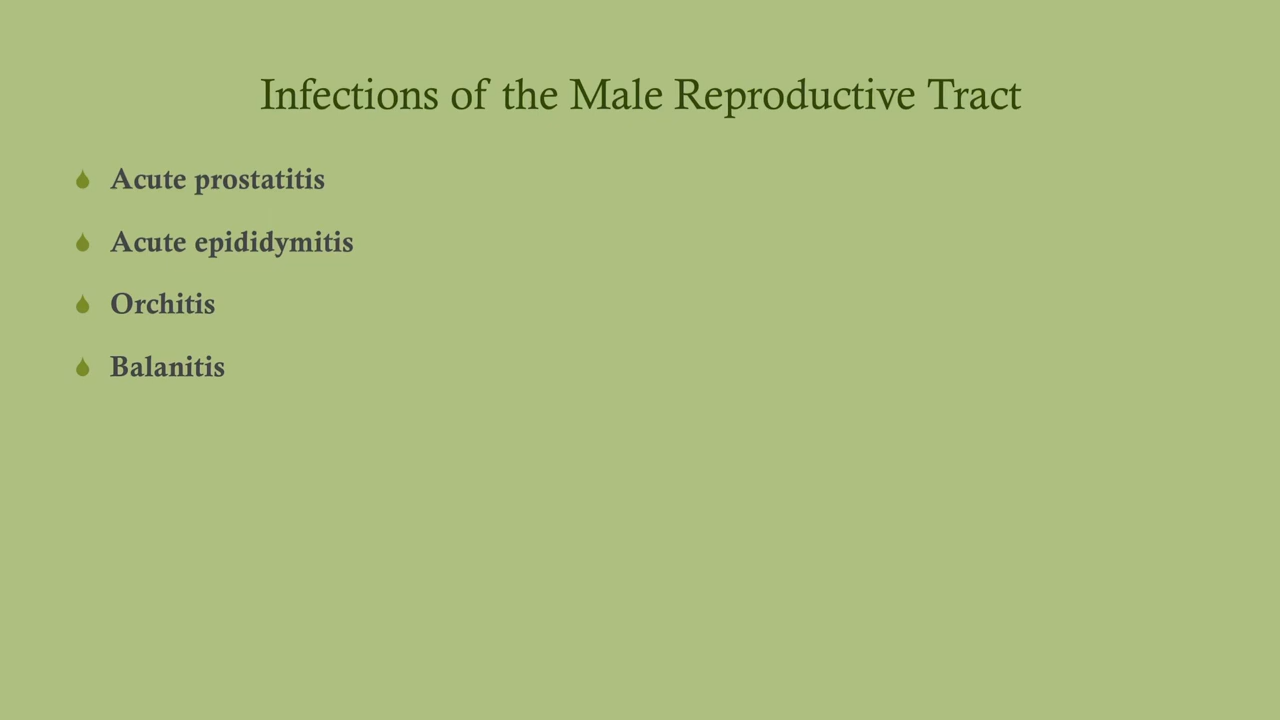 Infections of the Male Reproductive Tract
Acute prostatitis
Acute epididymitis
Orchitis
Balanitis